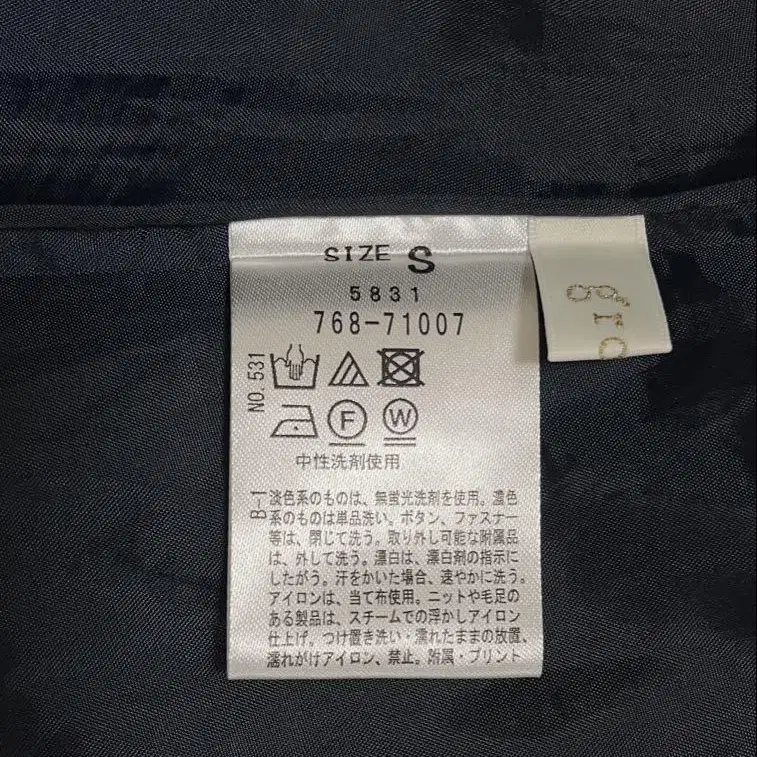 SIZE S
5831
768-71007
NO.531
F
W
中性洗剤使用
B-1
淡色系のものは、無蛍光洗剤を使用。濃色
系のものは単品洗い。ボタン、ファスナー
等は、閉じて洗う。取り外し可能な附属品
は、外して洗う。漂白は、漂白剤の指示に
したがう。汗をかいた場合、速やかに洗う。
アイロンは、当て布使用。ニットや毛足の
ある製品は、スチームでの浮かしアイロン
仕上げ。つけ置き洗い・濡れたままの放置、
濡れがけアイロン、禁止。附属・プリント